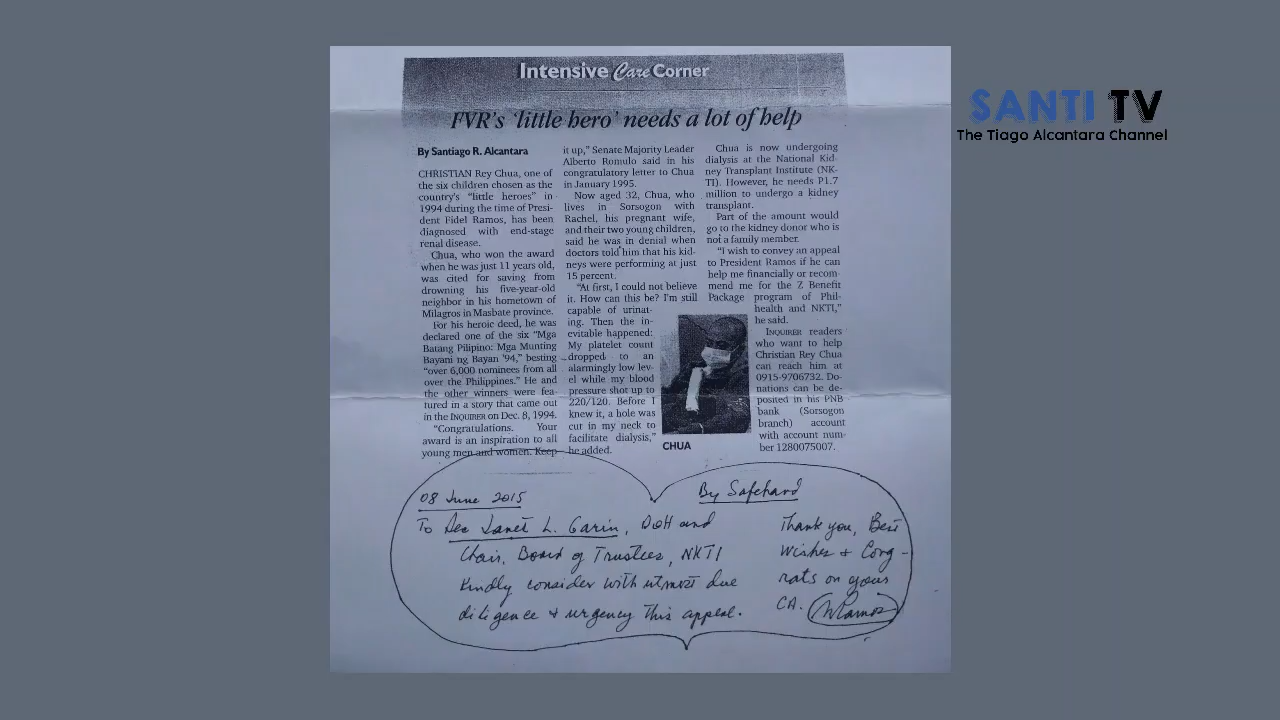 Intensive Care Corner
FVR's 'little hero' needs a lot of help
By Santiago R. Alcantara
CHRISTIAN Rey Chua, one of
the six children chosen as the
country's "little heroes" in
1994 during the time of Presi-
dent Fidel Ramos, has been
diagnosed with end-stage
renal disease.
Chua, who won the award
when he was just 11 years old,
was cited for saving from
drowning his five-year-old
neighbor in his hometown of
Milagros in Masbate province.
For his heroic deed, he was
declared one of the six "Mga
Batang Pilipino: Mga Munting
Bayani ng Bayan '94," besting
"over 6,000 nominees from all
over the Philippines." He and
the other winners were fea-
tured in a story that came out
in the INQUIRER on Dec. 8, 1994.
"Congratulations. Your
award is an inspiration to all
young men and women. Keep
it up," Senate Majority Leader
Alberto Romulo said in his
congratulatory letter to Chua
in January 1995.
Now aged 32, Chua, who
lives in Sorsogon with
Rachel, his pregnant wife,
and their two young children,
said he was in denial when
doctors told him that his kid-
neys were performing at just
15 percent.
"At first, I could not believe
it. How can this be? I'm still
capable of urinat-
ing. Then the in-
evitable happened:
My platelet count
dropped to an
alarmingly low lev-
el while my blood
pressure shot up to
220/120. Before I
knew it, a hole was
cut in my neck to
facilitate dialysis,"
he added.
Chua is now undergoing
dialysis at the National Kid-
ney Transplant Institute (NK-
TI). However, he needs P1.7
million to undergo a kidney
transplant.
Part of the amount would
go to the kidney donor who is
not a family member.
"I wish to convey an appeal
to President Ramos if he can
help me financially or recom-
mend me for the Z Benefit
Package program of Phil-
health and NKTI,"
he said.
INQUIRER readers
who want to help
Christian Rey Chua
can reach him at
0915-9706732. Do-
nations can be de-
posited in his PNB
bank (Sorsogon
branch) account
with account num-
ber 1280075007.
CHUA
08 June 2015
To Sec Janet L. Garin, DOH and
Chair, Board of Trustees, NKTI
Kindly consider with utmost due
diligence & urgency this appeal.
By Safehand
Thank you, Best
Wishes & Cong-
rats on your
CA.
SANTI TV
The Tiago Alcantara Channel